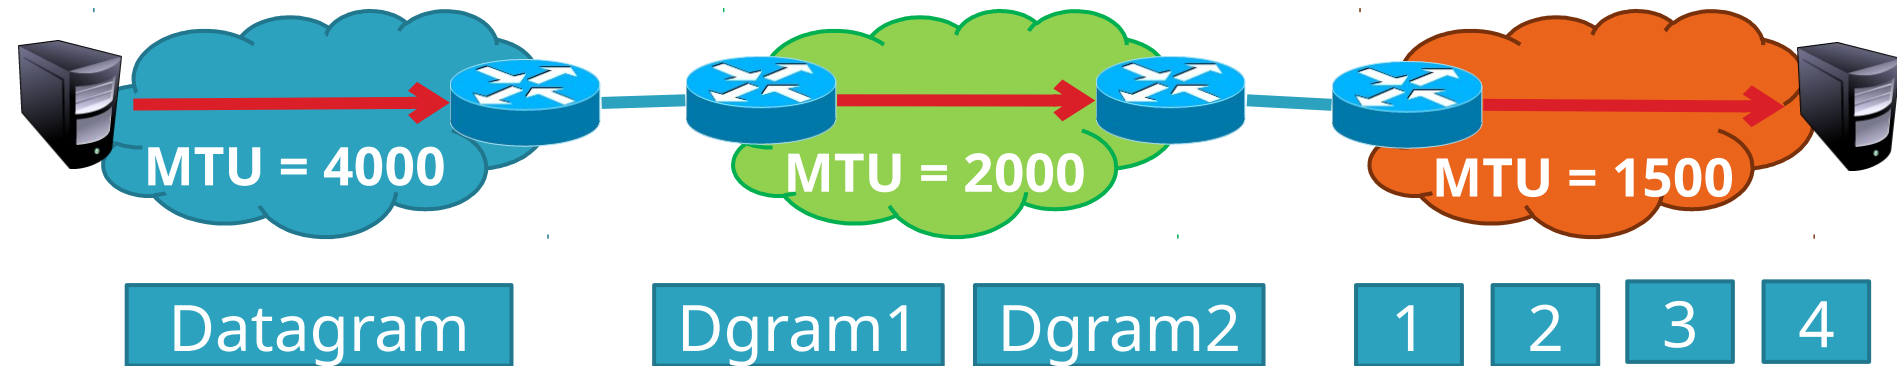 MTU = 4000
MTU = 2000
MTU = 1500
Datagram
Dgram1
Dgram2
1
2
3
4